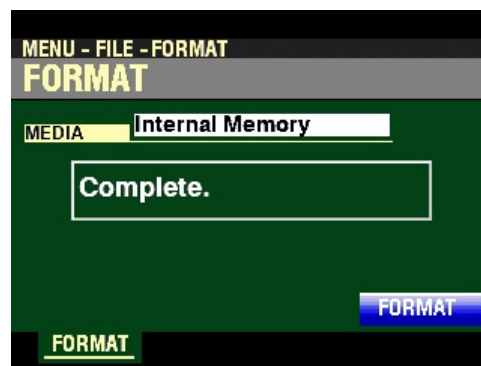 MENU - FILE - FORMAT
FORMAT
MEDIA Internal Memory
Complete.
FORMAT
FORMAT